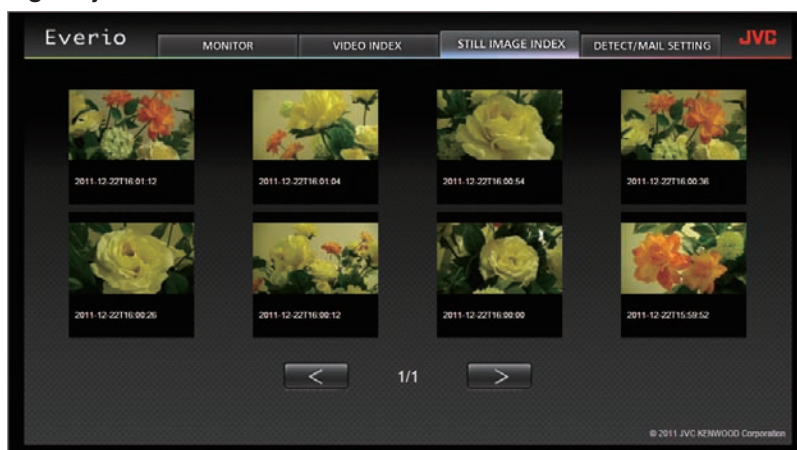 Everio
MONITOR
VIDEO INDEX
STILL IMAGE INDEX
DETECT/MAIL SETTING
JVC
2011-12-22T16:01:12
2011-12-22T16:01:04
2011-12-22T16:00:54
2011-12-22T16:00:36
2011-12-22T16:00:26
2011-12-22T16:00:12
2011-12-22T16:00:00
2011-12-22T15:59:52
<
1/1
>
© 2011 JVC KENWOOD Corporation